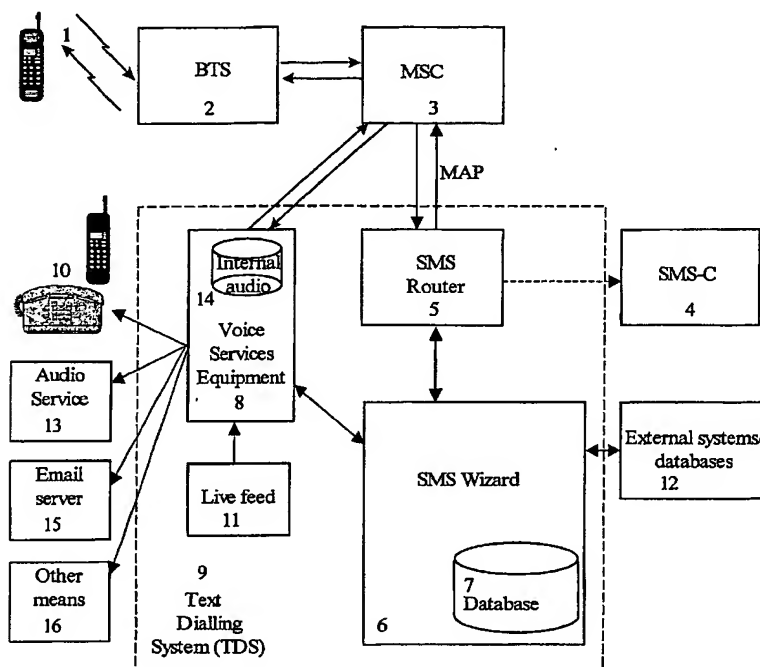 1
BTS
2
MSC
3
MAP
10
Internal
audio
14
Voice
Services
Equipment
8
SMS
Router
5
SMS-C
4
Audio
Service
13
Email
server
15
Other
means
16
Live feed
11
SMS Wizard
6
7
Database
External systems/
databases
12
9
Text
Dialling
System (TDS)